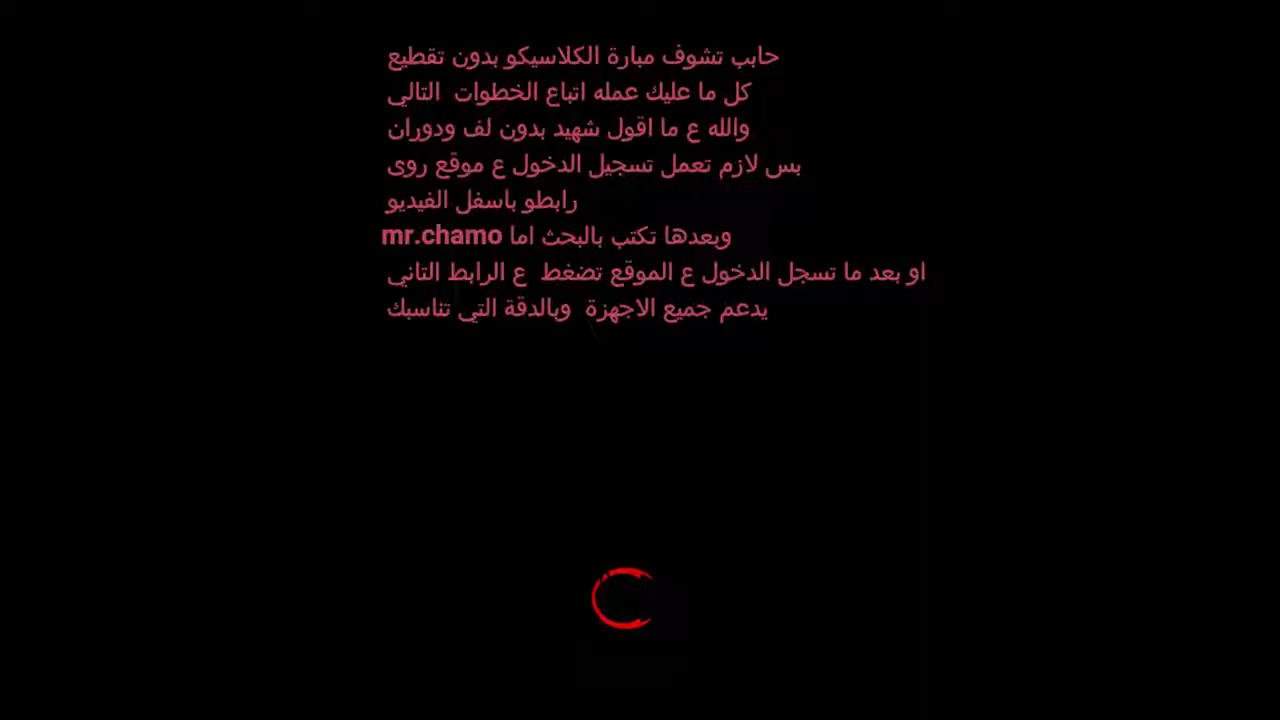 حابب تشوف مبارة الكلاسيكو بدون تقطيع
كل ما عليك عمله اتباع الخطوات التالي
والله ع ما اقول شهيد بدون لف ودوران
بس لازم تعمل تسجيل الدخول ع موقع روى
رابطو باسفل الفيديو
وبعدها تكتب بالبحث اما mr.chamo
او بعد ما تسجل الدخول ع الموقع تضغط ع الرابط التاني
يدعم جميع الاجهزة وبالدقة التي تناسبك